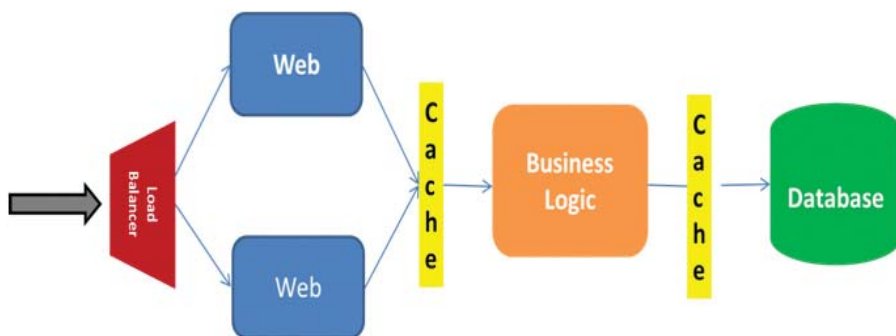 Load
Balancer
Web
Web
Cache
Business
Logic
Cache
Database